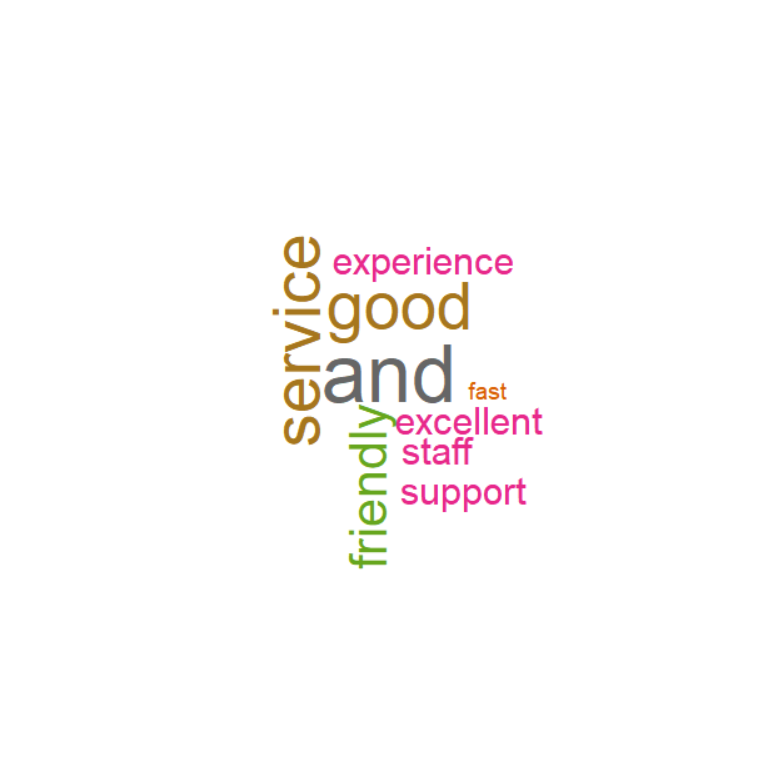 service
experience
good
and
fast
excellent
staff
support
friendly